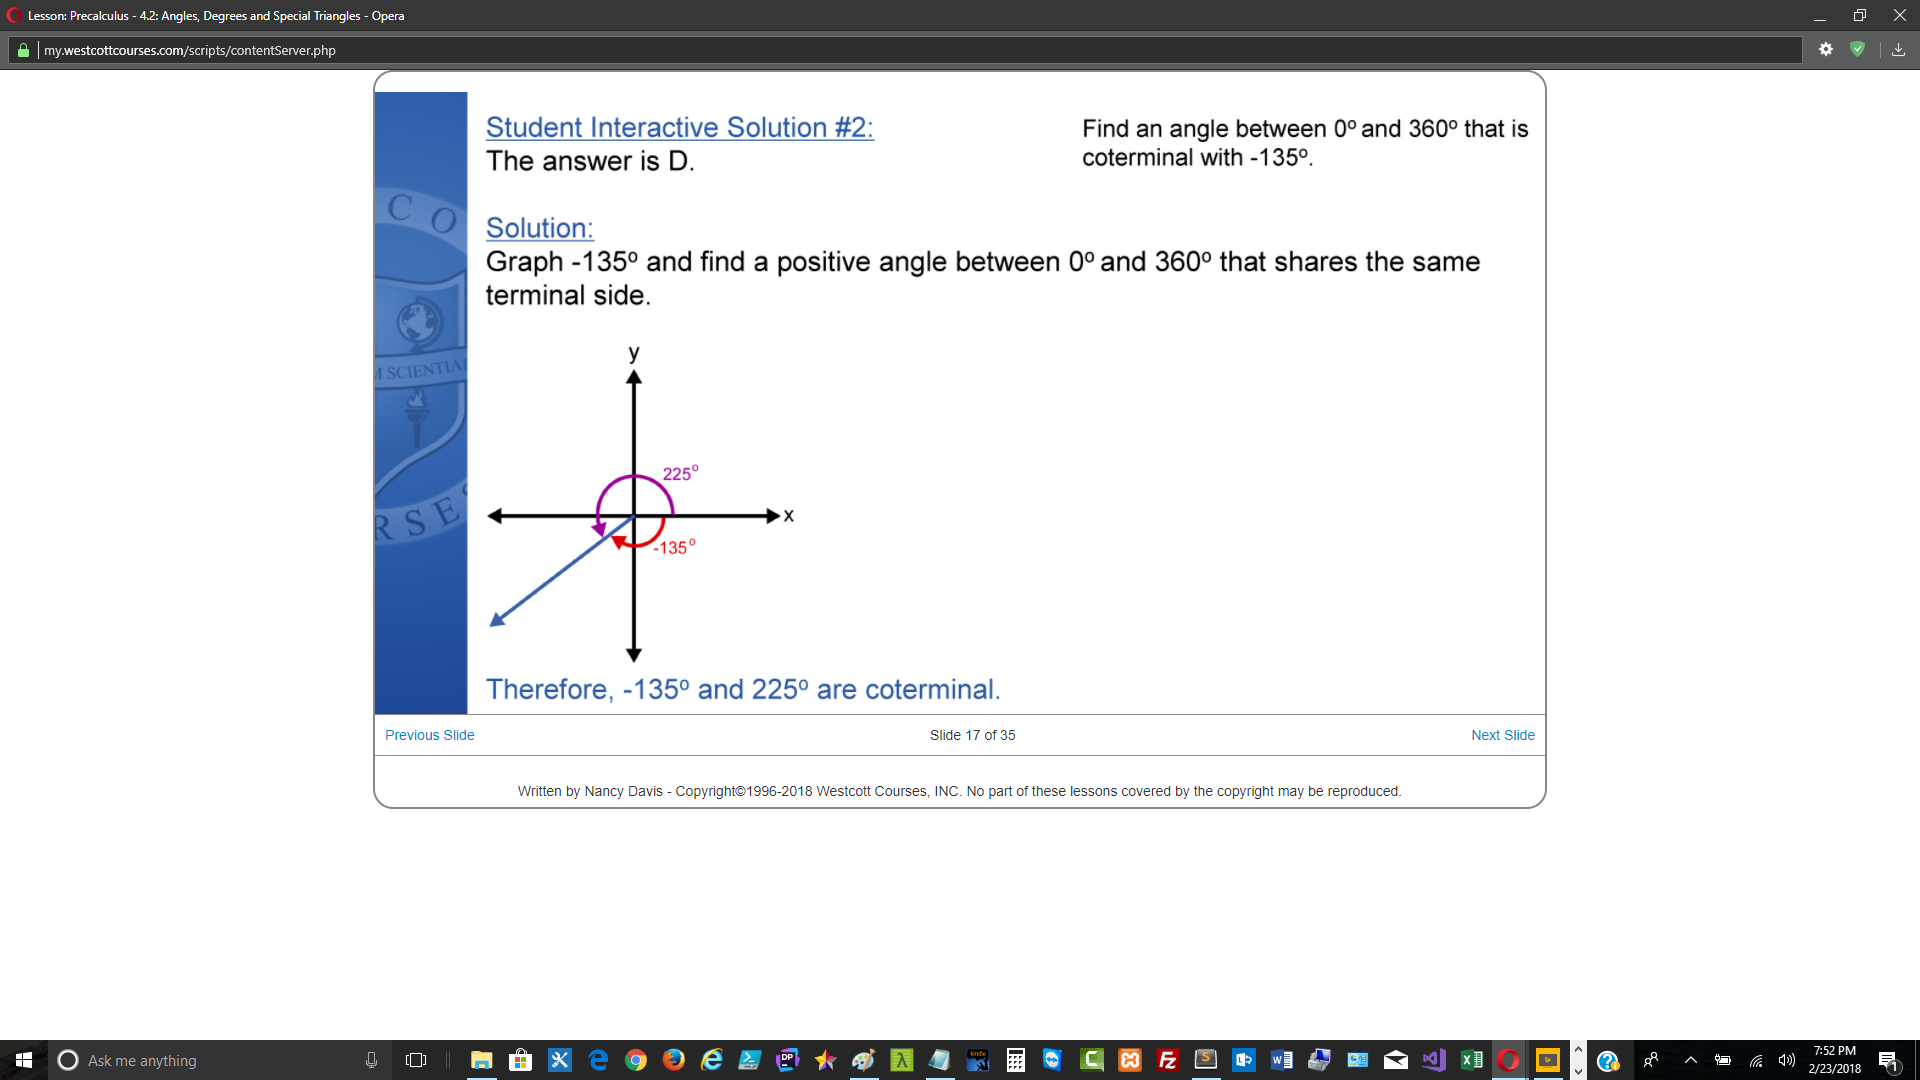 Lesson: Precalculus - 4.2: Angles, Degrees and Special Triangles - Opera
my.westcottcourses.com/scripts/contentServer.php
Student Interactive Solution #2:
The answer is D.
Find an angle between 0º and 360º that is
coterminal with -135º.
Solution:
Graph -135º and find a positive angle between 0º and 360º that shares the same
terminal side.
C O
M SCIENTIA
R S E S
y
225º
x
-135º
Therefore, -135º and 225º are coterminal.
Previous Slide
Slide 17 of 35
Next Slide
Written by Nancy Davis - Copyright©1996-2018 Westcott Courses, INC. No part of these lessons covered by the copyright may be reproduced.
Ask me anything
DP
kindle
7:52 PM
2/23/2018
1